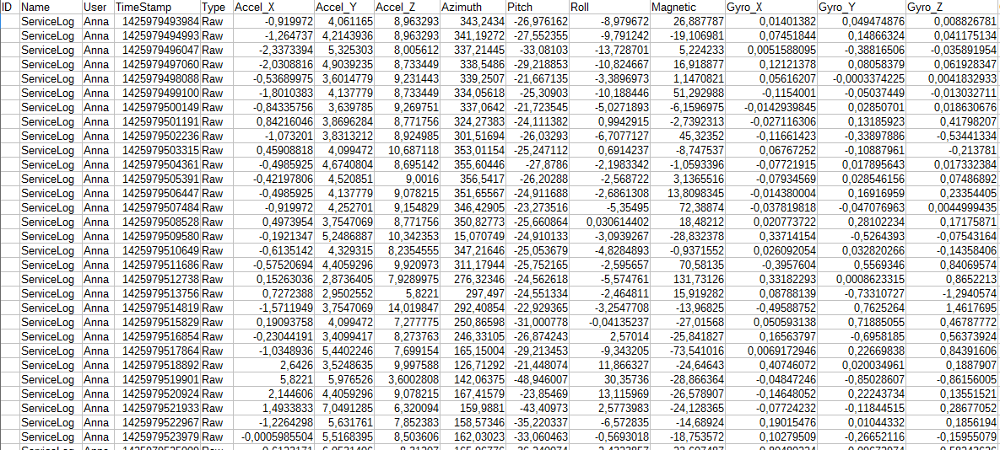 ID Name User TimeStamp Type Accel_X Accel_Y Accel_Z Azimuth Pitch Roll Magnetic Gyro_X Gyro_Y Gyro_Z
ServiceLog Anna 1425979493984 Raw -0,919972 4,061165 8,963293 343,2434 -26,976162 -8,979672 26,887787 0,01401382 0,049474876 0,008826781
ServiceLog Anna 1425979494993 Raw -1,264737 4,2143936 8,963293 341,19272 -27,552355 -9,791242 -19,106981 0,07451844 0,14866324 0,041175134
ServiceLog Anna 1425979496047 Raw -2,3373394 5,325303 8,005612 337,21445 -33,08103 -13,728701 5,224233 0,0051588095 -0,38816506 -0,035891954
ServiceLog Anna 1425979497060 Raw -2,0308816 4,9039235 8,733449 338,5486 -29,218853 -10,824667 16,918877 0,12121378 0,08058379 0,061928347
ServiceLog Anna 1425979498088 Raw -0,53689975 3,6014779 9,231443 339,2507 -21,667135 -3,3896973 1,1470821 0,05616207 -0,0003374225 0,0041832933
ServiceLog Anna 1425979499100 Raw -1,8010383 4,137779 8,733449 334,05618 -25,30903 -10,188446 51,292988 -0,1154001 -0,05037449 -0,013032711
ServiceLog Anna 1425979500149 Raw -0,84335756 3,639785 9,269751 337,0642 -21,723545 -5,0271893 -6,1596975 -0,0142939845 0,02850701 0,018630676
ServiceLog Anna 1425979501191 Raw 0,84216046 3,8696284 8,771756 324,27383 -24,111382 0,9942915 -2,7392313 -0,027116306 0,13185923 0,41798207
ServiceLog Anna 1425979502236 Raw -1,073201 3,8313212 8,924985 301,51694 -26,03293 -6,7077127 45,32352 -0,11661423 -0,33897886 -0,53441334
ServiceLog Anna 1425979503315 Raw 0,45908818 4,099472 10,687118 353,01154 -25,247112 0,6914237 -8,747537 0,06767252 -0,10887961 -0,213781
ServiceLog Anna 1425979504361 Raw -0,4985925 4,6740804 8,695142 355,60446 -27,8786 -2,1983342 -1,0593396 -0,07721915 0,017895643 0,017332384
ServiceLog Anna 1425979505391 Raw -0,42197806 4,520851 9,0016 356,5417 -26,20288 -2,568722 3,1365516 -0,07934569 0,028546156 0,07486892
ServiceLog Anna 1425979506447 Raw -0,4985925 4,137779 9,078215 351,65567 -24,911688 -2,6861308 13,8098345 -0,014380004 0,16916959 0,23354405
ServiceLog Anna 1425979507484 Raw -0,919972 4,252701 9,154829 346,42905 -23,273516 -5,35495 72,38874 -0,037819818 -0,047076963 0,0044999435
ServiceLog Anna 1425979508528 Raw 0,4973954 3,7547069 8,771756 350,82773 -25,660864 0,030614402 18,48212 0,020773722 0,28102234 0,17175871
ServiceLog Anna 1425979509580 Raw -0,1921347 5,2486887 10,342353 15,070749 -24,910133 -3,0939267 -28,832378 0,33714154 -0,5264393 -0,07543164
ServiceLog Anna 1425979510649 Raw -0,6135142 4,329315 8,2354555 347,21646 -25,053679 -4,8284893 -0,9371552 0,026092054 0,032820266 -0,14358406
ServiceLog Anna 1425979511686 Raw -0,57520694 4,4059296 9,920973 311,17944 -25,752165 -2,595657 70,58135 -0,3957604 0,5569346 0,84069574
ServiceLog Anna 1425979512738 Raw 0,15263036 2,8736405 7,9289975 276,32346 -24,562618 -5,574761 131,73126 0,33182293 0,0008623315 0,8652213
ServiceLog Anna 1425979513756 Raw 0,7272388 2,9502552 5,8221 297,497 -24,551334 -2,464811 15,919282 0,08788139 -0,73310727 -1,2940574
ServiceLog Anna 1425979514819 Raw -1,5711949 3,7547069 14,019847 292,40854 -22,929365 -3,2547708 -13,96825 -0,49588752 0,7625264 1,4617695
ServiceLog Anna 1425979515829 Raw 0,19093758 4,099472 7,277775 250,86598 -31,000778 -0,04135237 -27,01568 0,050593138 0,71885055 0,46787772
ServiceLog Anna 1425979516854 Raw -0,23044191 3,4099417 8,273763 246,33105 -26,874243 2,57014 -25,841827 0,16563797 -0,6958185 0,56373924
ServiceLog Anna 1425979517864 Raw -1,0348936 5,4402246 7,699154 165,15004 -29,213453 -9,343205 -73,541016 0,0069172946 0,22669838 0,84391606
ServiceLog Anna 1425979518892 Raw 2,6426 3,5248635 9,997588 126,71292 -21,448074 11,866327 -24,64643 0,40746072 0,020034961 0,1887907
ServiceLog Anna 1425979519901 Raw 5,8221 5,976526 3,6002808 142,06375 -48,946007 30,35736 -28,866364 -0,04847246 -0,85028607 -0,86156005
ServiceLog Anna 1425979520924 Raw 2,144606 4,4059296 9,078215 167,41579 -23,85469 13,115969 -26,578907 -0,14648052 0,22243734 0,13551521
ServiceLog Anna 1425979521933 Raw 1,4933833 7,0491285 6,320094 159,9881 -43,40973 2,5773983 -24,128365 -0,07724232 -0,11844515 0,28677052
ServiceLog Anna 1425979522967 Raw -1,2264298 5,631761 7,852383 158,57346 -35,220337 -6,572835 -14,68924 0,19015476 0,01044332 0,1856194
ServiceLog Anna 1425979523979 Raw -0,0005985504 5,5168395 8,503606 162,03023 -33,060463 -0,5693018 -18,753572 0,10279509 -0,26652116 -0,15955079
ServiceLog Anna Raw